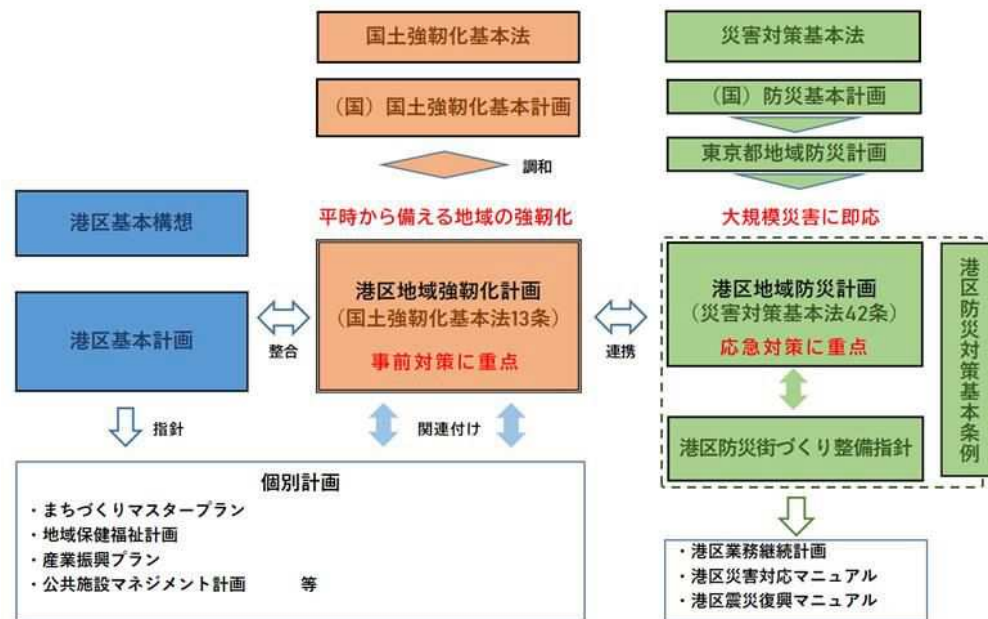 国土強靭化基本法
災害対策基本法
（国）国土強靭化基本計画
（国）防災基本計画
調和
東京都地域防災計画
港区基本構想
平時から備える地域の強靭化
大規模災害に即応
港区地域強靭化計画
（国土強靭化基本法13条）
事前対策に重点
港区基本計画
整合
連携
港区地域防災計画
（災害対策基本法42条）
応急対策に重点
港区防災対策基本条例
指針
関連付け
港区防災街づくり整備指針
個別計画
・まちづくりマスタープラン
・地域保健福祉計画
・産業振興プラン
・公共施設マネジメント計画　　　等
・港区業務継続計画
・港区災害対応マニュアル
・港区震災復興マニュアル